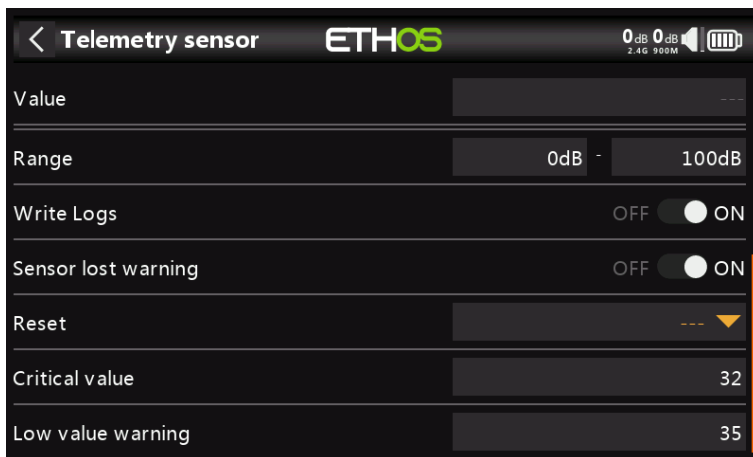 Telemetry sensor ETHOS 0dB 0dB
2.4G 900M
Value ---
Range 0dB - 100dB
Write Logs OFF ON
Sensor lost warning OFF ON
Reset ---
Critical value 32
Low value warning 35